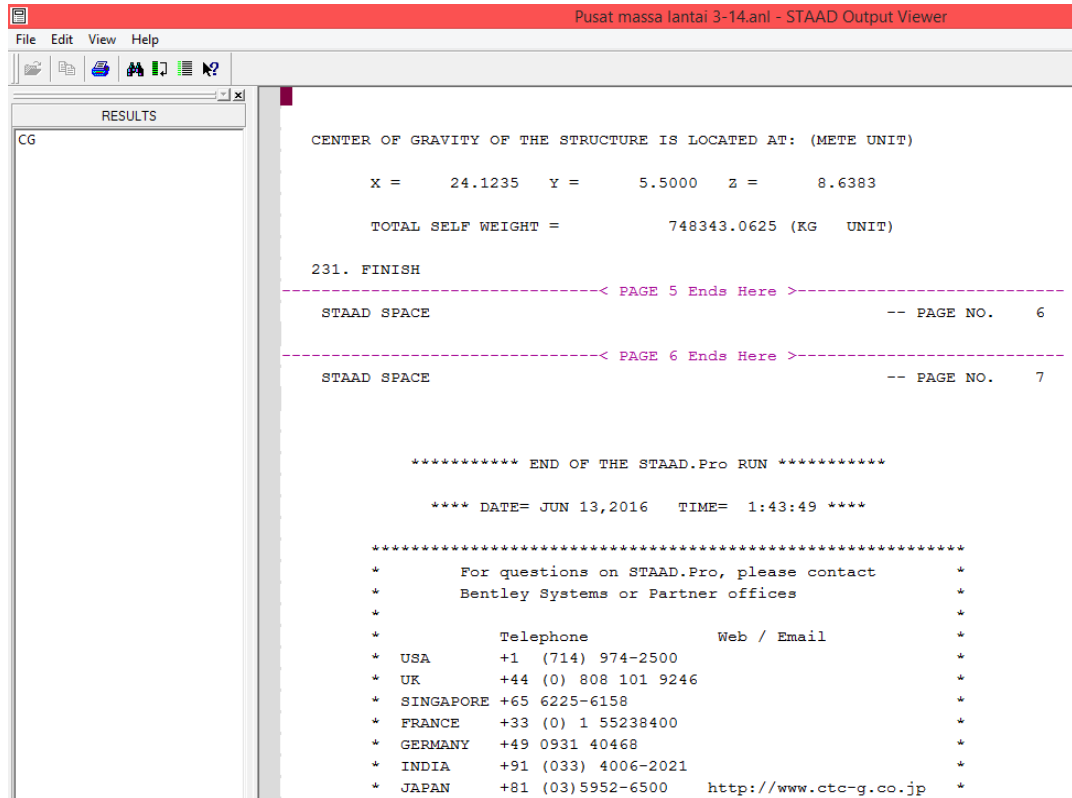 Pusat massa lantai 3-14.anl - STAAD Output Viewer
File Edit View Help
RESULTS
CG
CENTER OF GRAVITY OF THE STRUCTURE IS LOCATED AT: (METE UNIT)
X = 24.1235 Y = 5.5000 Z = 8.6383
TOTAL SELF WEIGHT = 748343.0625 (KG UNIT)
231. FINISH
--------------------------------< PAGE 5 Ends Here >---------------------------
STAAD SPACE -- PAGE NO. 6
--------------------------------< PAGE 6 Ends Here >---------------------------
STAAD SPACE -- PAGE NO. 7
*********** END OF THE STAAD.Pro RUN ***********
**** DATE= JUN 13,2016 TIME= 1:43:49 ****
************************************************************
* For questions on STAAD.Pro, please contact *
* Bentley Systems or Partner offices *
* *
* Telephone Web / Email *
* USA +1 (714) 974-2500 *
* UK +44 (0) 808 101 9246 *
* SINGAPORE +65 6225-6158 *
* FRANCE +33 (0) 1 55238400 *
* GERMANY +49 0931 40468 *
* INDIA +91 (033) 4006-2021 *
* JAPAN +81 (03)5952-6500 http://www.ctc-g.co.jp *